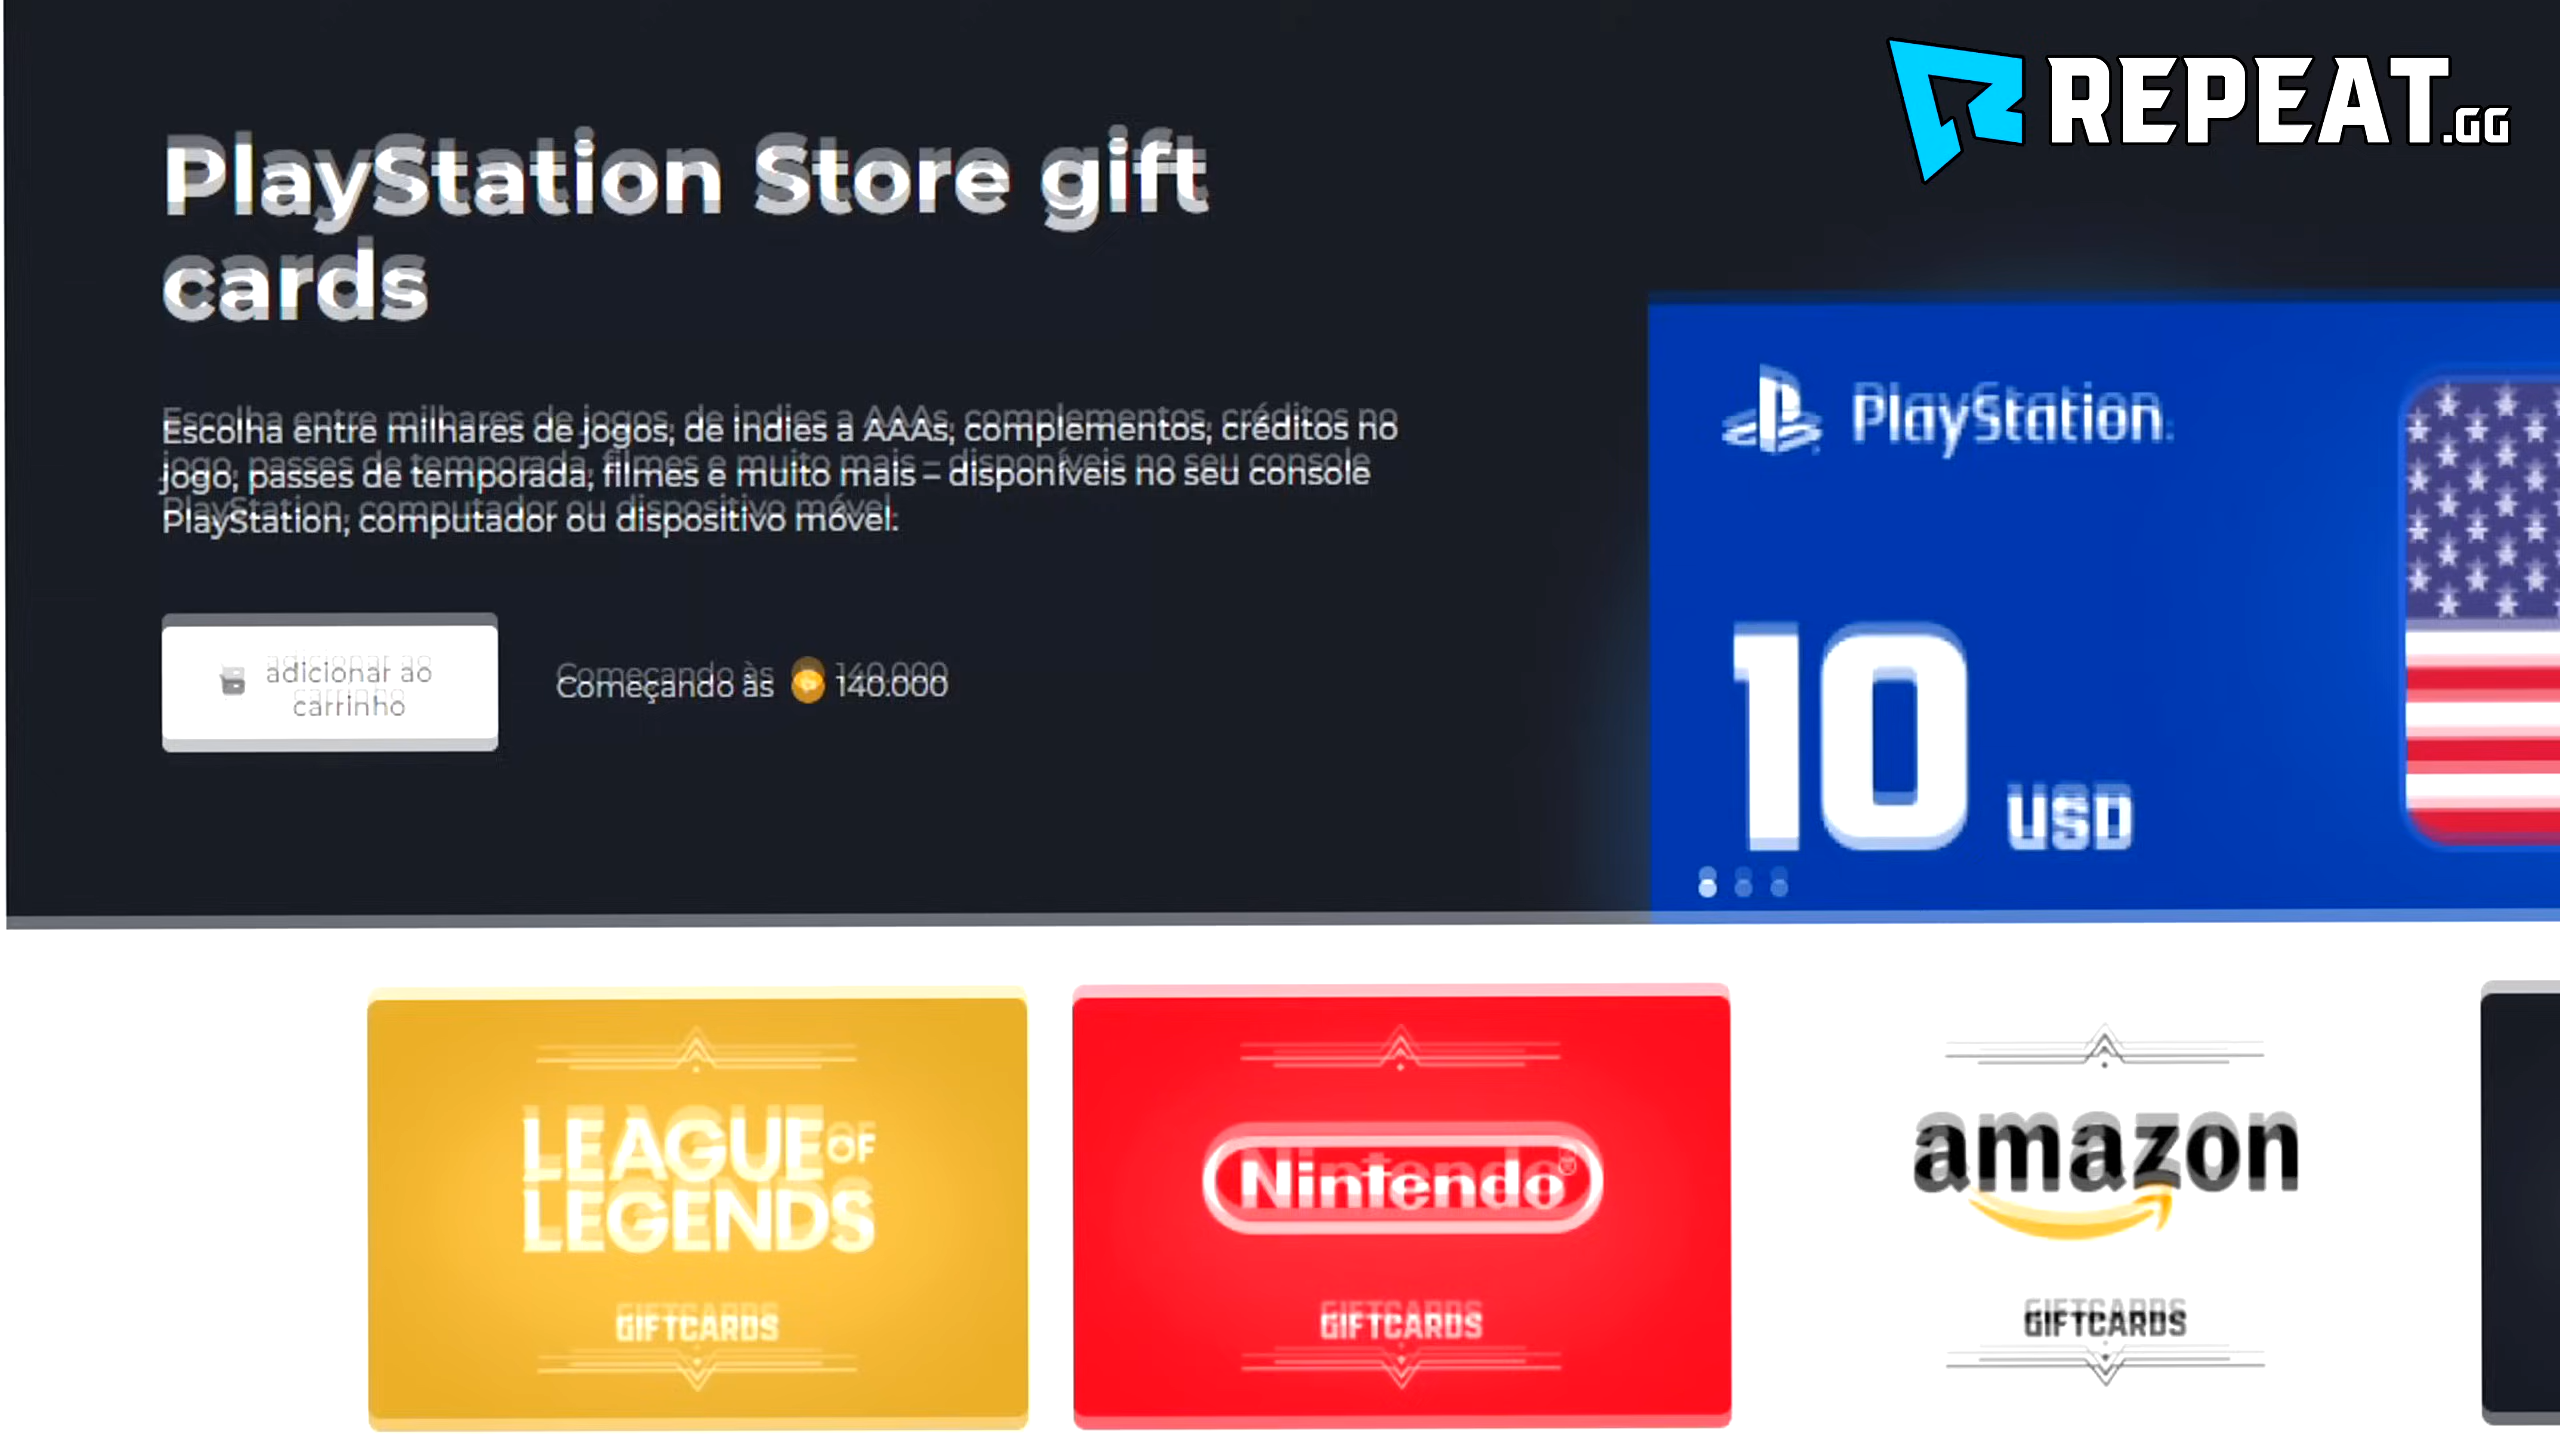 REPEAT.GG
PlayStation Store gift
cards
Escolha entre milhares de jogos, de indies a AAAs, complementos, créditos no
jogo, passes de temporada, filmes e muito mais – disponíveis no seu console
PlayStation, computador ou dispositivo móvel.
adicionar ao
carrinho
Começando às 140.000
PlayStation
10 USD
LEAGUE OF
LEGENDS
GIFTCARDS
Nintendo®
GIFTCARDS
amazon
GIFTCARDS